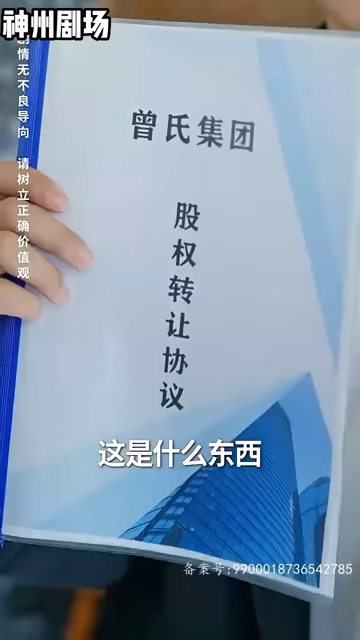 神州剧场
剧情无不良导向 请树立正确价值观
曾氏集团
股权转让协议
这是什么东西
备案号:9900018736542785